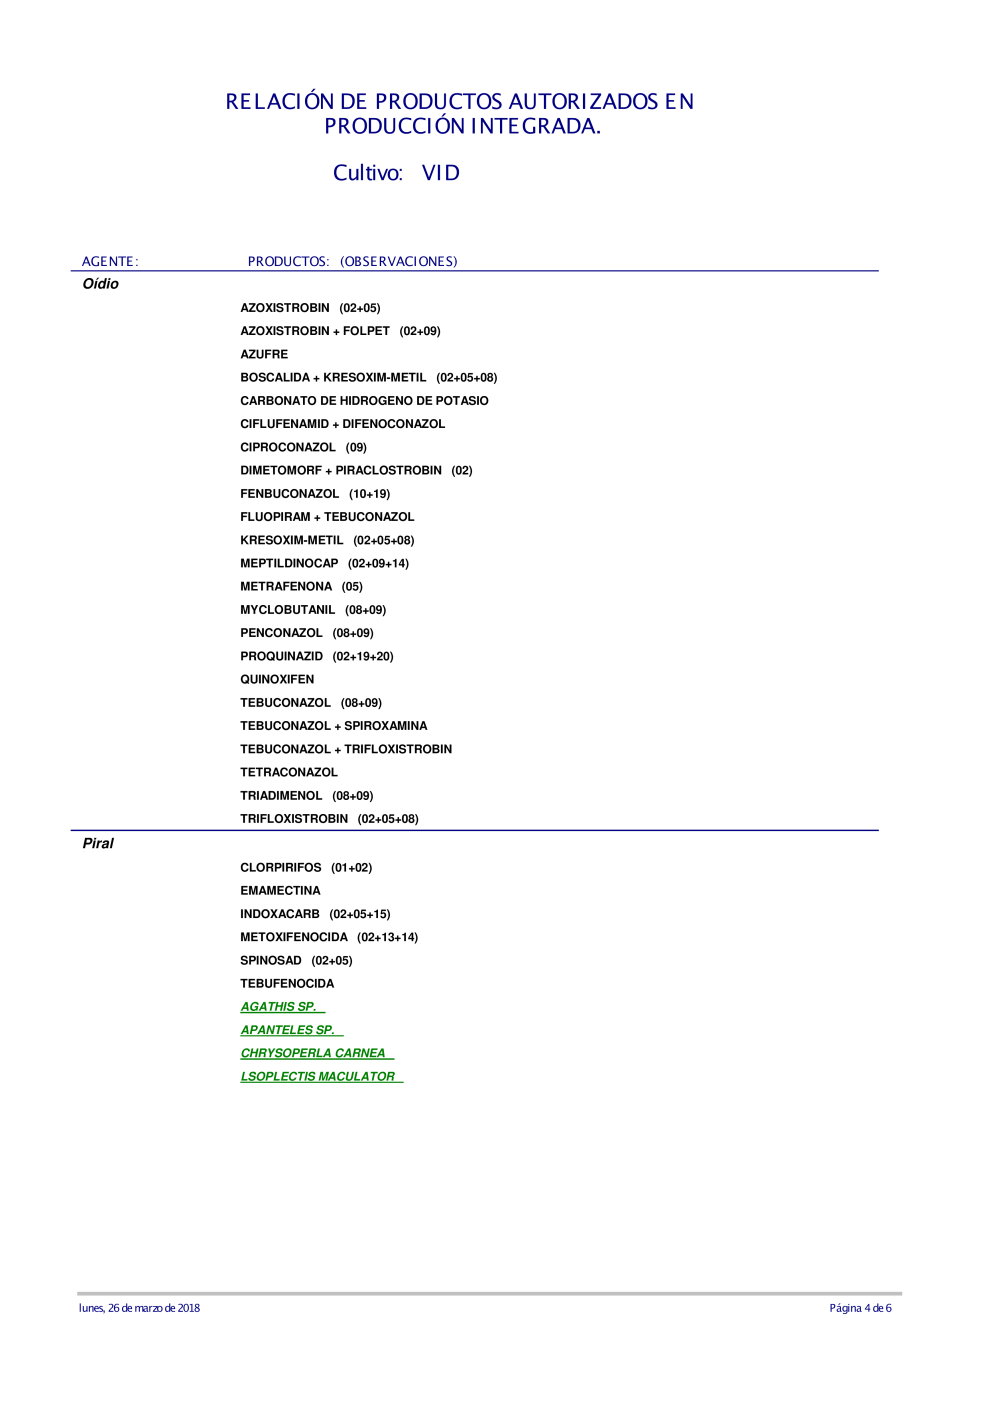 RELACIÓN DE PRODUCTOS AUTORIZADOS EN
PRODUCCIÓN INTEGRADA.
Cultivo: VID
AGENTE: PRODUCTOS: (OBSERVACIONES)
Oídio
AZOXISTROBIN (02+05)
AZOXISTROBIN + FOLPET (02+09)
AZUFRE
BOSCALIDA + KRESOXIM-METIL (02+05+08)
CARBONATO DE HIDROGENO DE POTASIO
CIFLUFENAMID + DIFENOCONAZOL
CIPROCONAZOL (09)
DIMETOMORF + PIRACLOSTROBIN (02)
FENBUCONAZOL (10+19)
FLUOPIRAM + TEBUCONAZOL
KRESOXIM-METIL (02+05+08)
MEPTILDINOCAP (02+09+14)
METRAFENONA (05)
MYCLOBUTANIL (08+09)
PENCONAZOL (08+09)
PROQUINAZID (02+19+20)
QUINOXIFEN
TEBUCONAZOL (08+09)
TEBUCONAZOL + SPIROXAMINA
TEBUCONAZOL + TRIFLOXISTROBIN
TETRACONAZOL
TRIADIMENOL (08+09)
TRIFLOXISTROBIN (02+05+08)
Piral
CLORPIRIFOS (01+02)
EMAMECTINA
INDOXACARB (02+05+15)
METOXIFENOCIDA (02+13+14)
SPINOSAD (02+05)
TEBUFENOCIDA
AGATHIS SP.
APANTELES SP.
CHRYSOPERLA CARNEA
LSOPLECTIS MACULATOR
lunes, 26 de marzo de 2018 Página 4 de 6